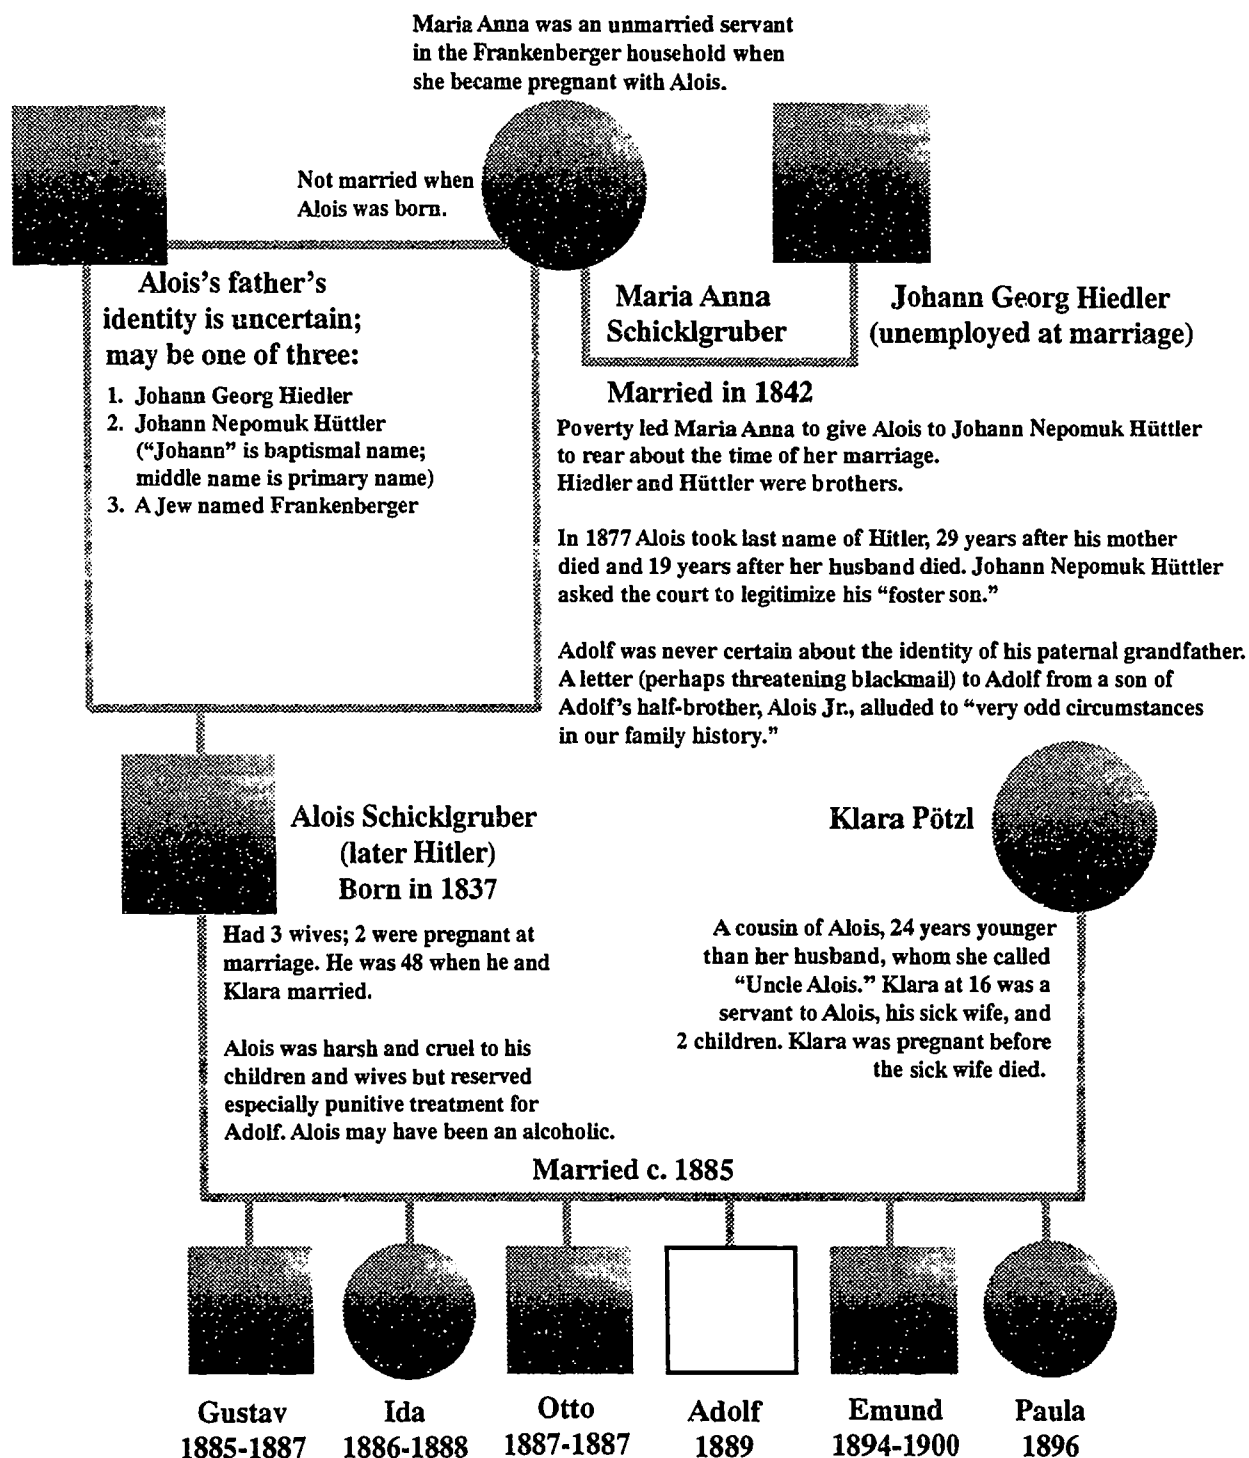 Maria Anna was an unmarried servant
in the Frankenberger household when
she became pregnant with Alois.
Not married when
Alois was born.
Alois's father's
identity is uncertain;
may be one of three:
1. Johann Georg Hiedler
2. Johann Nepomuk Hüttler
("Johann" is baptismal name;
middle name is primary name)
3. A Jew named Frankenberger
Maria Anna
Schicklgruber
Johann Georg Hiedler
(unemployed at marriage)
Married in 1842
Poverty led Maria Anna to give Alois to Johann Nepomuk Hüttler
to rear about the time of her marriage.
Hiedler and Hüttler were brothers.
In 1877 Alois took last name of Hitler, 29 years after his mother
died and 19 years after her husband died. Johann Nepomuk Hüttler
asked the court to legitimize his "foster son."
Adolf was never certain about the identity of his paternal grandfather.
A letter (perhaps threatening blackmail) to Adolf from a son of
Adolf's half-brother, Alois Jr., alluded to "very odd circumstances
in our family history."
Alois Schicklgruber
(later Hitler)
Born in 1837
Had 3 wives; 2 were pregnant at
marriage. He was 48 when he and
Klara married.
Alois was harsh and cruel to his
children and wives but reserved
especially punitive treatment for
Adolf. Alois may have been an alcoholic.
Klara Pötzl
A cousin of Alois, 24 years younger
than her husband, whom she called
"Uncle Alois." Klara at 16 was a
servant to Alois, his sick wife, and
2 children. Klara was pregnant before
the sick wife died.
Married c. 1885
Gustav
1885-1887
Ida
1886-1888
Otto
1887-1887
Adolf
1889
Emund
1894-1900
Paula
1896